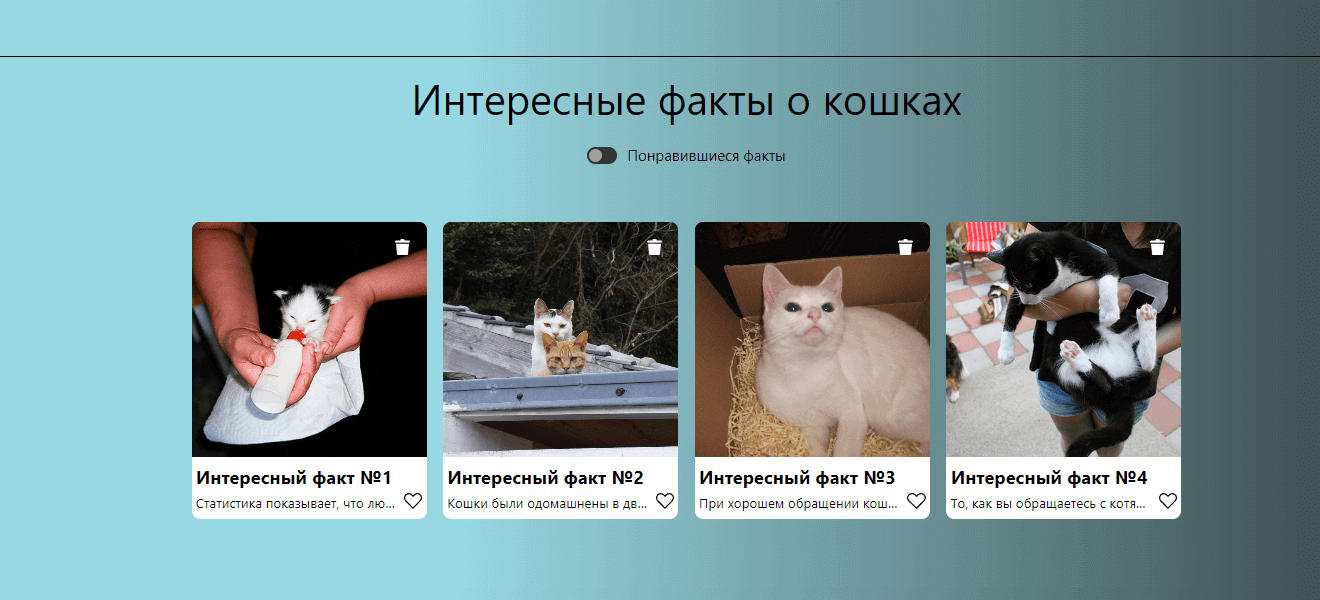 Интересные факты о кошках
Понравившиеся факты
Интересный факт №1
Статистика показывает, что лю...
Интересный факт №2
Кошки были одомашнены в дв...
Интересный факт №3
При хорошем обращении кош...
Интересный факт №4
То, как вы обращаетесь с котя...